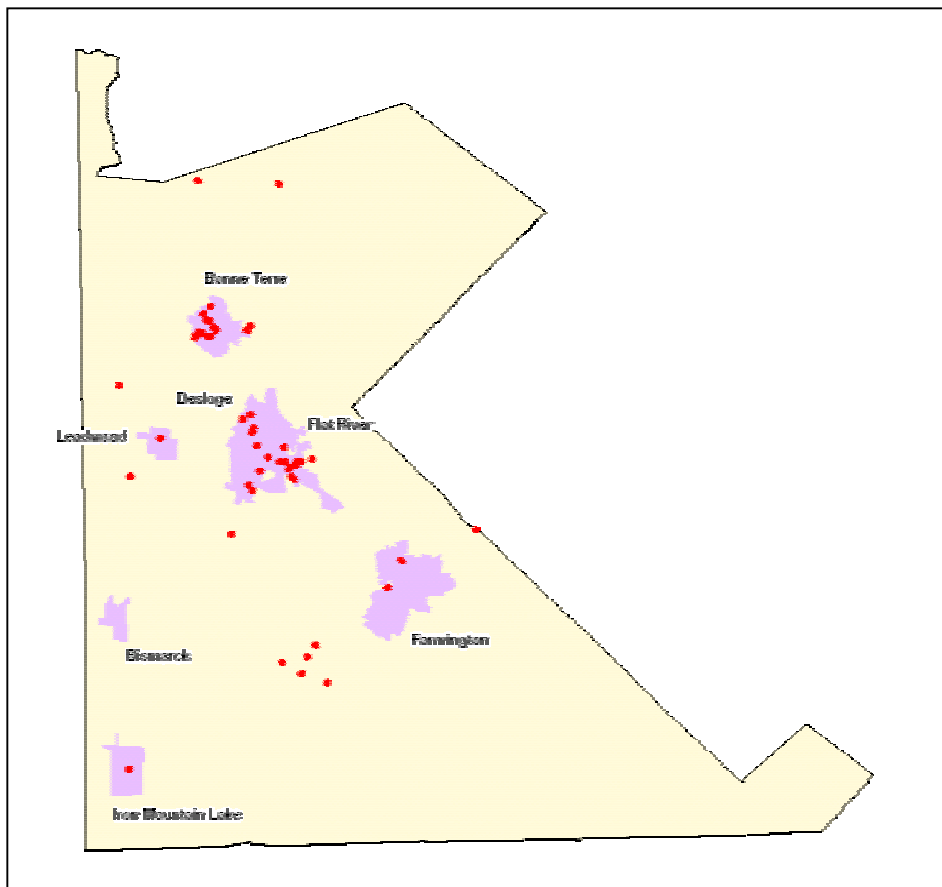 Bonne Terre
Desloge
Flat River
Leadwood
Farmington
Bismarck
Iron Mountain Lake